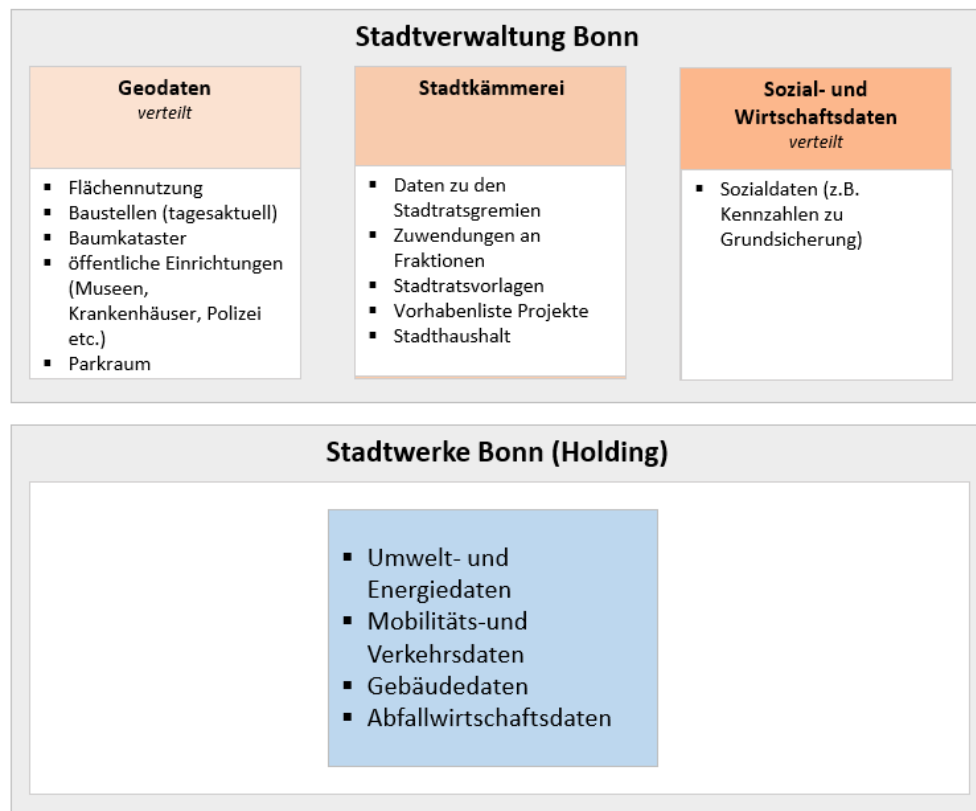 Stadtverwaltung Bonn
Geodaten
verteilt
▪ Flächennutzung
▪ Baustellen (tagesaktuell)
▪ Baumkataster
▪ öffentliche Einrichtungen
(Museen,
Krankenhäuser, Polizei
etc.)
▪ Parkraum
Stadtkämmerei
▪ Daten zu den
Stadtratsgremien
▪ Zuwendungen an
Fraktionen
▪ Stadtratsvorlagen
▪ Vorhabenliste Projekte
▪ Stadthaushalt
Sozial- und
Wirtschaftsdaten
verteilt
▪ Sozialdaten (z.B.
Kennzahlen zu
Grundsicherung)
Stadtwerke Bonn (Holding)
▪ Umwelt- und
Energiedaten
▪ Mobilitäts-und
Verkehrsdaten
▪ Gebäudedaten
▪ Abfallwirtschaftsdaten